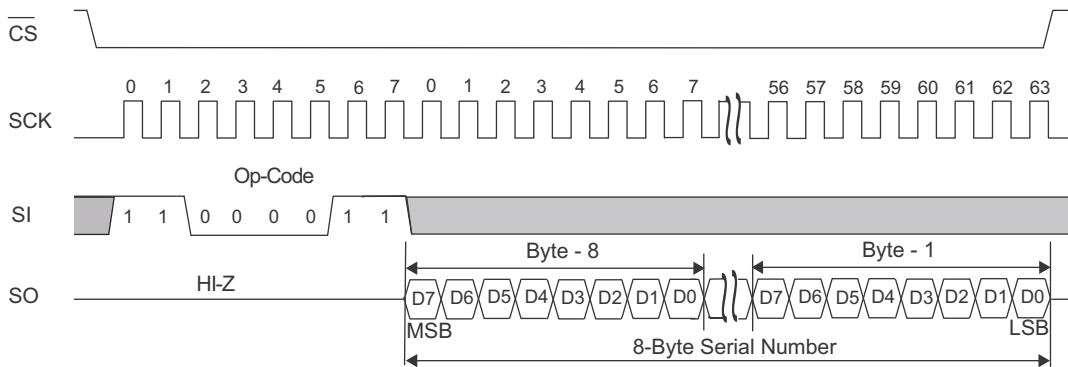 CS
0 1 2 3 4 5 6 7 0 1 2 3 4 5 6 7 56 57 58 59 60 61 62 63
SCK
Op-Code
SI 1 1 0 0 0 0 1 1
Byte - 8 Byte - 1
HI-Z
SO D7 D6 D5 D4 D3 D2 D1 D0 D7 D6 D5 D4 D3 D2 D1 D0
MSB LSB
8-Byte Serial Number